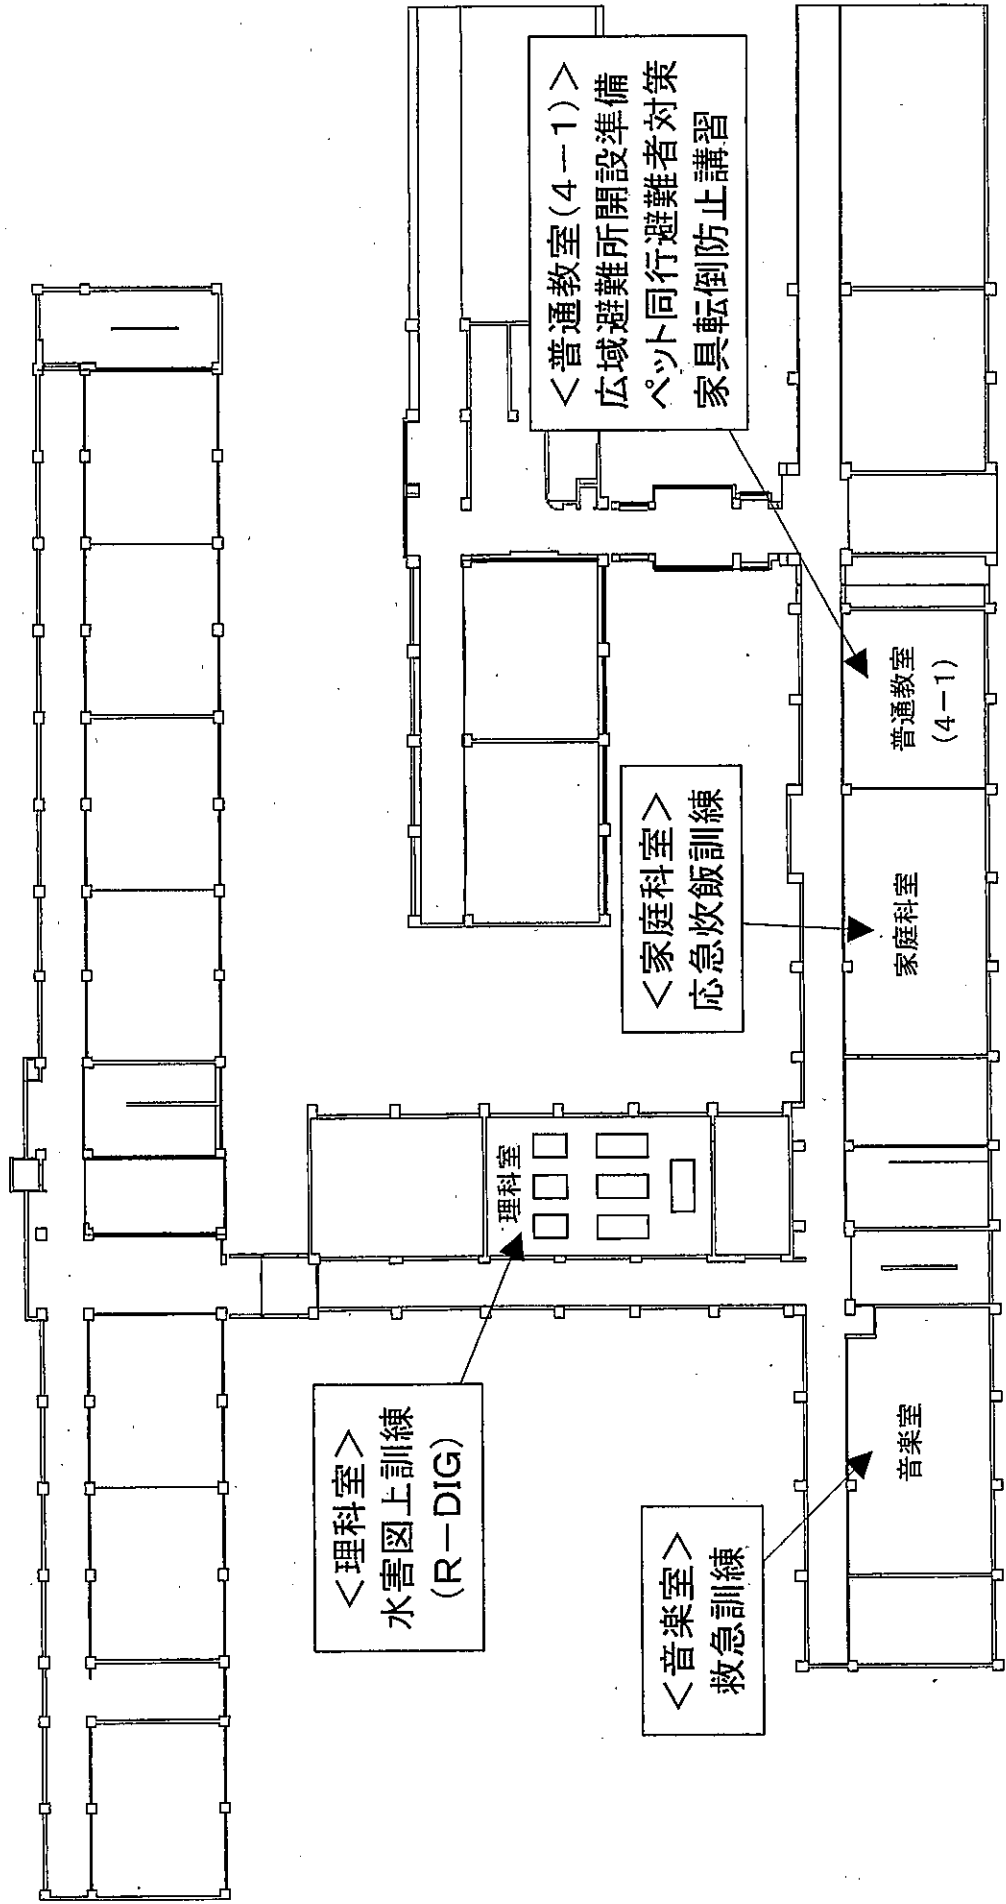 <理科室>
水害図上訓練
(R－DIG)
理科室
<音楽室>
救急訓練
音楽室
<家庭科室>
応急炊飯訓練
家庭科室
<普通教室(4－1)>
広域避難所開設準備
ペット同行避難者対策
家具転倒防止講習
普通教室
(4－1)